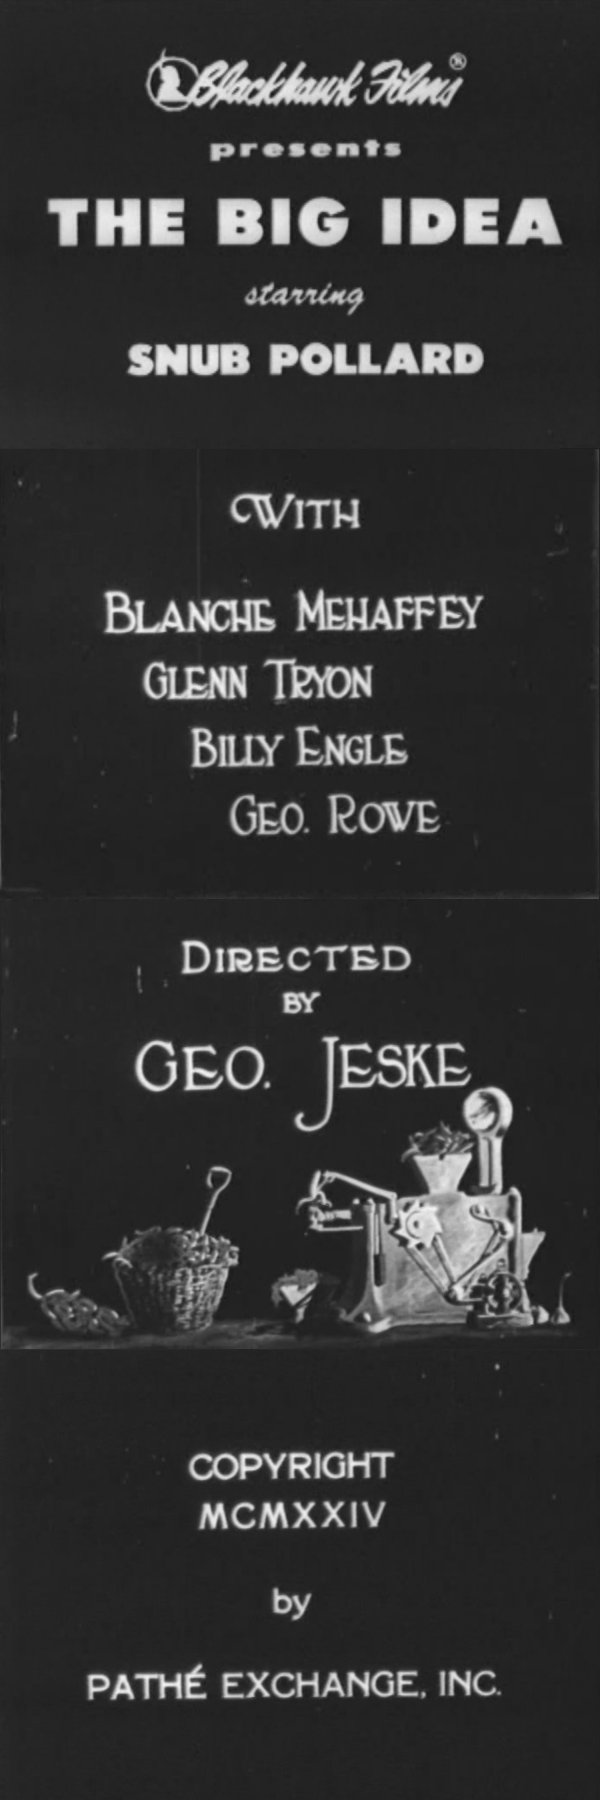 Blackhawk Films®
presents
THE BIG IDEA
starring
SNUB POLLARD
WITH
BLANCHE MEHAFFEY
GLENN TRYON
BILLY ENGLE
GEO. ROWE
DIRECTED
BY
GEO. JESKE
COPYRIGHT
MCMXXIV
by
PATHÉ EXCHANGE, INC.